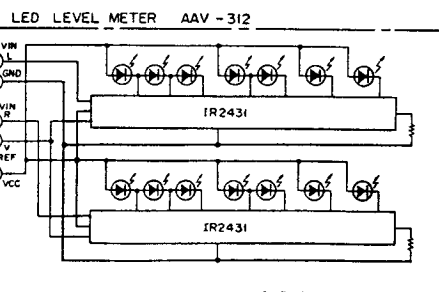 LED LEVEL METER AAV-312
VIN
L
GND
IR2431
VIN
R
V
REF
VCC
IR2431